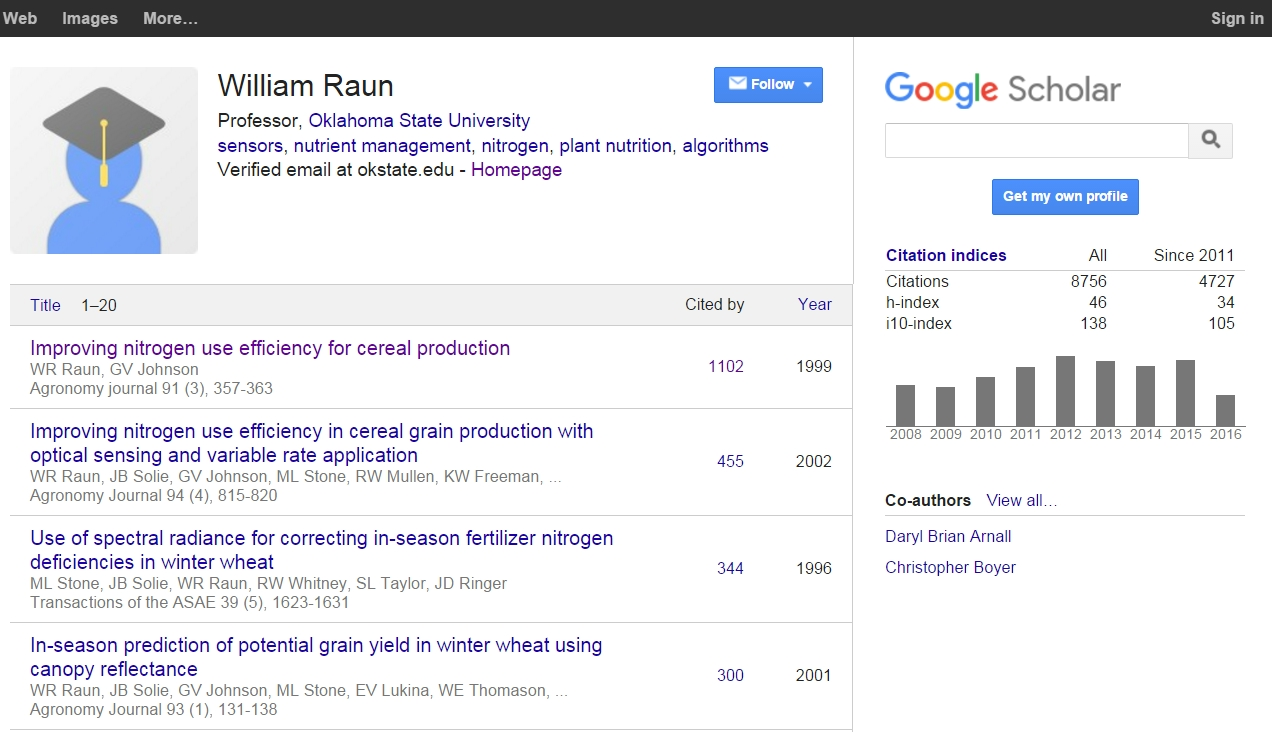 Web Images More… Sign in
William Raun
Follow
Professor, Oklahoma State University
sensors, nutrient management, nitrogen, plant nutrition, algorithms
Verified email at okstate.edu - Homepage
Title 1–20 Cited by Year
Improving nitrogen use efficiency for cereal production
WR Raun, GV Johnson
Agronomy journal 91 (3), 357-363
1102 1999
Improving nitrogen use efficiency in cereal grain production with
optical sensing and variable rate application
WR Raun, JB Solie, GV Johnson, ML Stone, RW Mullen, KW Freeman, ...
Agronomy Journal 94 (4), 815-820
455 2002
Use of spectral radiance for correcting in-season fertilizer nitrogen
deficiencies in winter wheat
ML Stone, JB Solie, WR Raun, RW Whitney, SL Taylor, JD Ringer
Transactions of the ASAE 39 (5), 1623-1631
344 1996
In-season prediction of potential grain yield in winter wheat using
canopy reflectance
WR Raun, JB Solie, GV Johnson, ML Stone, EV Lukina, WE Thomason, ...
Agronomy Journal 93 (1), 131-138
300 2001
Google Scholar
Get my own profile
Citation indices All Since 2011
Citations 8756 4727
h-index 46 34
i10-index 138 105
2008 2009 2010 2011 2012 2013 2014 2015 2016
Co-authors View all…
Daryl Brian Arnall
Christopher Boyer